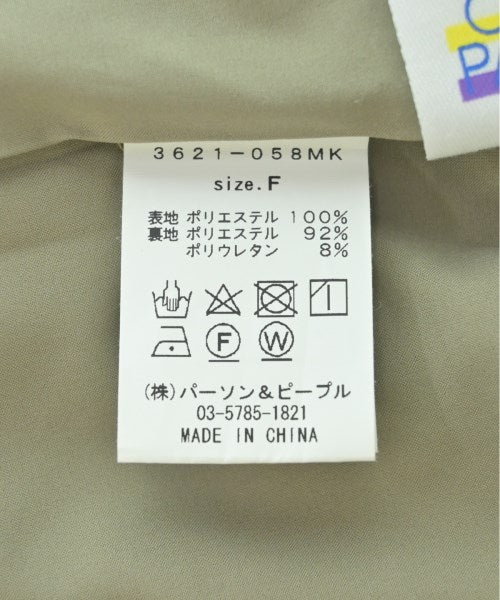 3621-058MK
size.F
表地 ポリエステル 100%
裏地 ポリエステル 92%
ポリウレタン 8%
F W
(株)パーソン&ピープル
03-5785-1821
MADE IN CHINA